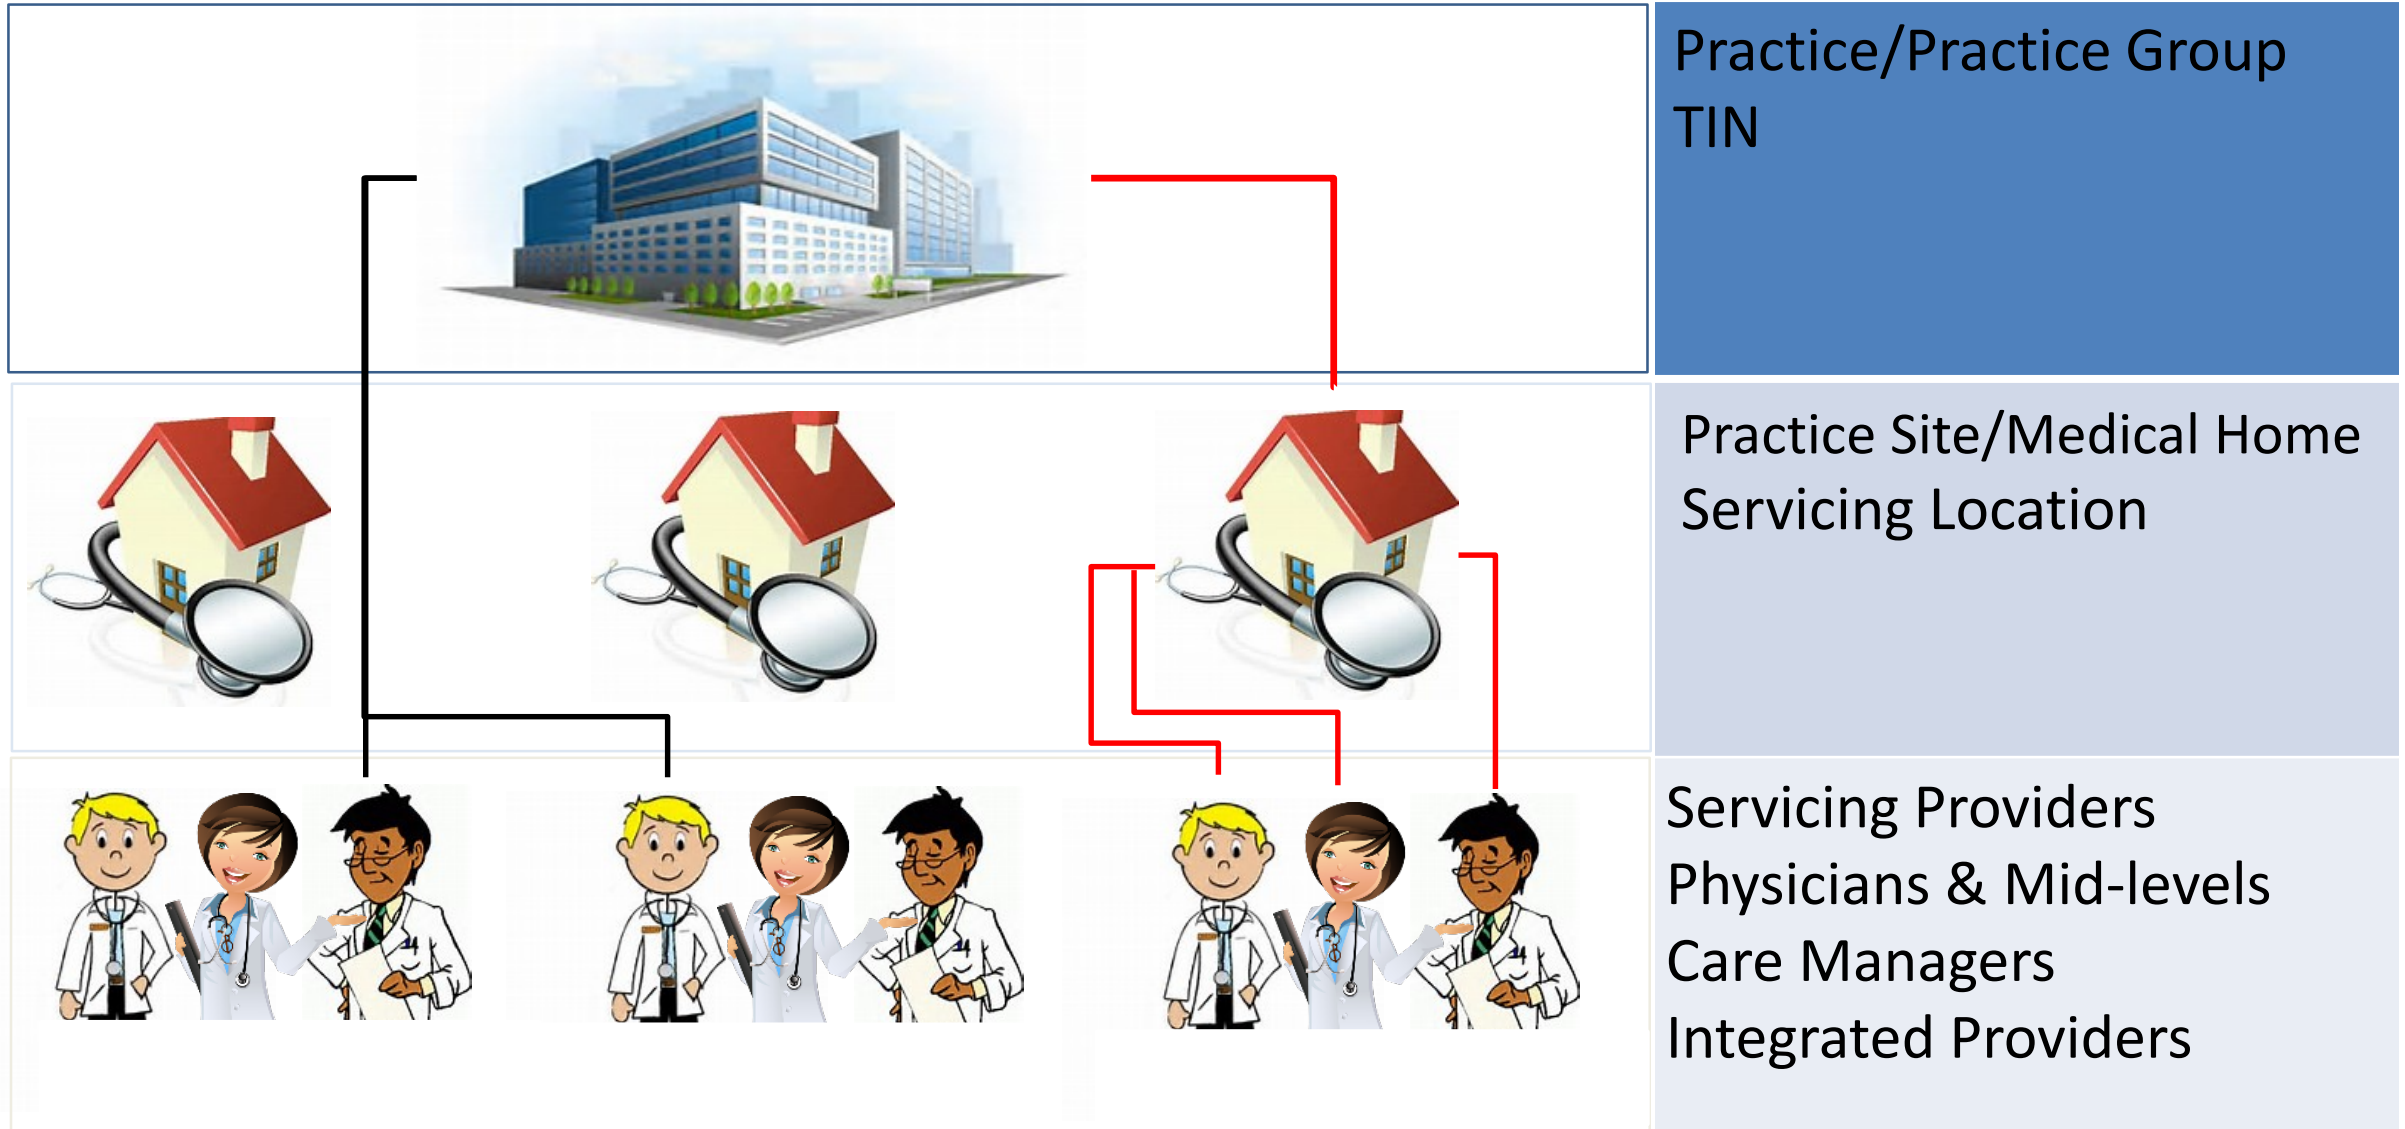 Practice/Practice Group
TIN
Practice Site/Medical Home
Servicing Location
Servicing Providers
Physicians & Mid-levels
Care Managers
Integrated Providers